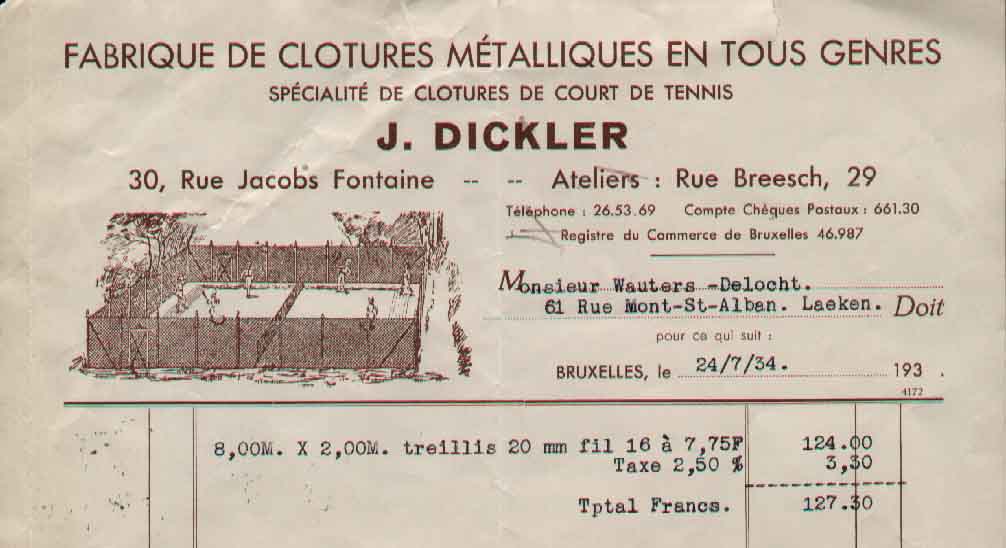 FABRIQUE DE CLOTURES MÉTALLIQUES EN TOUS GENRES
SPÉCIALITÉ DE CLOTURES DE COURT DE TENNIS
J. DICKLER
30, Rue Jacobs Fontaine -- -- Ateliers : Rue Breesch, 29
Téléphone : 26.53.69 Compte Chèques Postaux : 661.30
Registre du Commerce de Bruxelles 46.987
Monsieur Wauters -Delocht.
61 Rue Mont-St-Alban. Laeken. Doit
pour ce qui suit :
BRUXELLES, le 24/7/34. 193 .
4172
8,00M. X 2,00M. treillis 20 mm fil 16 à 7,75F 124.00
Taxe 2,50 % 3,30
Tptal Francs. 127.30